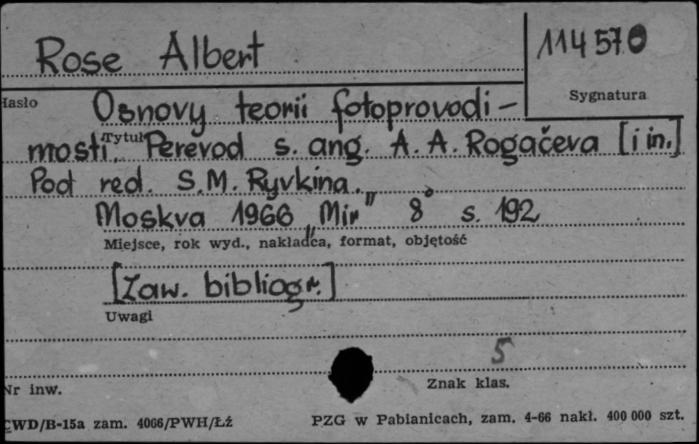 Rose Albert
114570
Hasło
Sygnatura
Osnovy teorii fotoprovodi-
Tytuł
mosti. Perevod s. ang. A. A. Rogačeva [i in.]
Pod red. S.M. Ryvkina.
Moskva 1966 "Mir" 8° s. 192
Miejsce, rok wyd., nakładca, format, objętość
[Zaw. bibliogr.]
Uwagi
5
Nr inw.
Znak klas.
CWD/B-15a zam. 4066/PWH/Łź
PZG w Pabianicach, zam. 4-66 nakł. 400 000 szt.